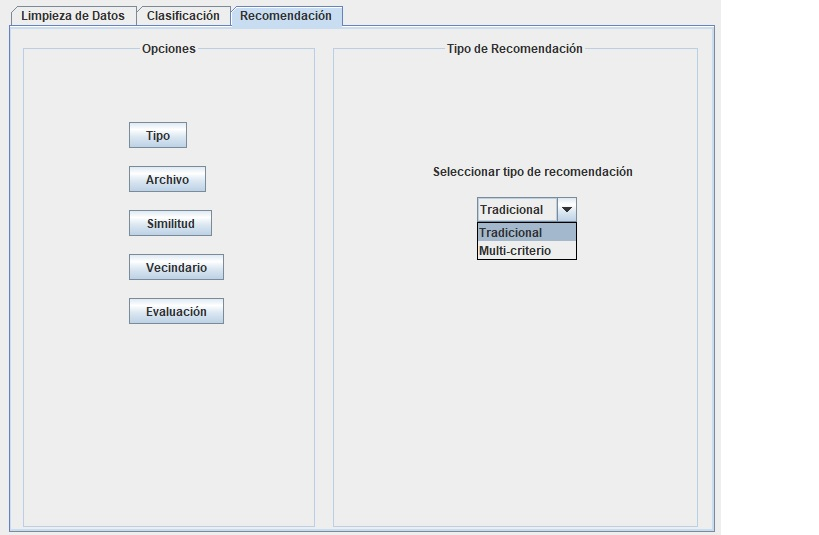 Limpieza de Datos Clasificación Recomendación
Opciones
Tipo
Archivo
Similitud
Vecindario
Evaluación
Tipo de Recomendación
Seleccionar tipo de recomendación
Tradicional
Tradicional
Multi-criterio